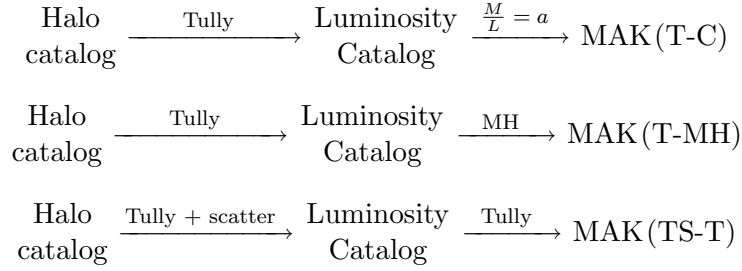 Halo catalog Tully Luminosity Catalog M/L = a MAK(T-C)
Halo catalog Tully Luminosity Catalog MH MAK(T-MH)
Halo catalog Tully + scatter Luminosity Catalog Tully MAK(TS-T)